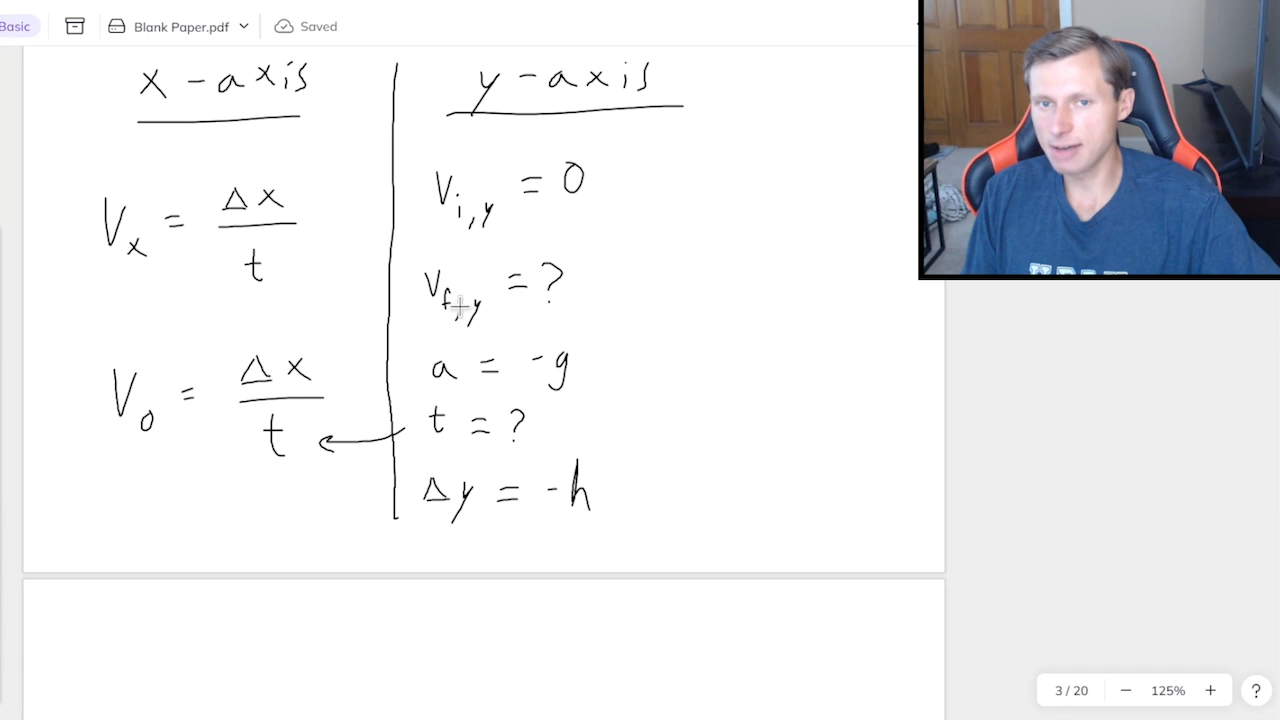 Basic
Blank Paper.pdf
Saved
x - axis
Vx = Δx / t
V0 = Δx / t
y - axis
Vi,y = 0
Vf,y = ?
a = -g
t = ?
Δy = -h
3 / 20
− 125% +
?